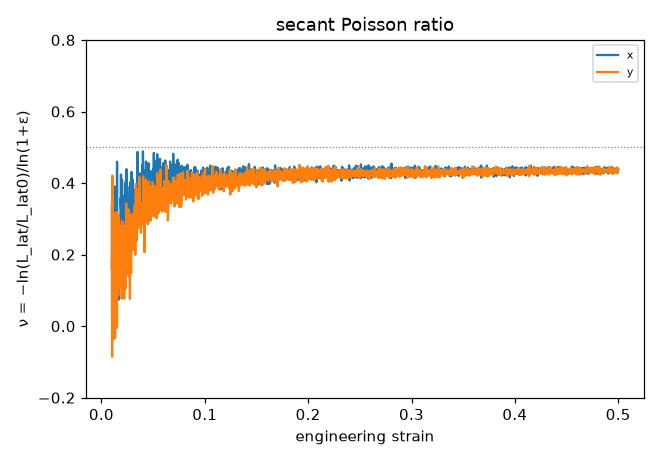 secant Poisson ratio
0.8
0.6
0.4
0.2
0.0
−0.2
ν = −ln(L_lat/L_lat0)/ln(1+ε)
x
y
0.0 0.1 0.2 0.3 0.4 0.5
engineering strain